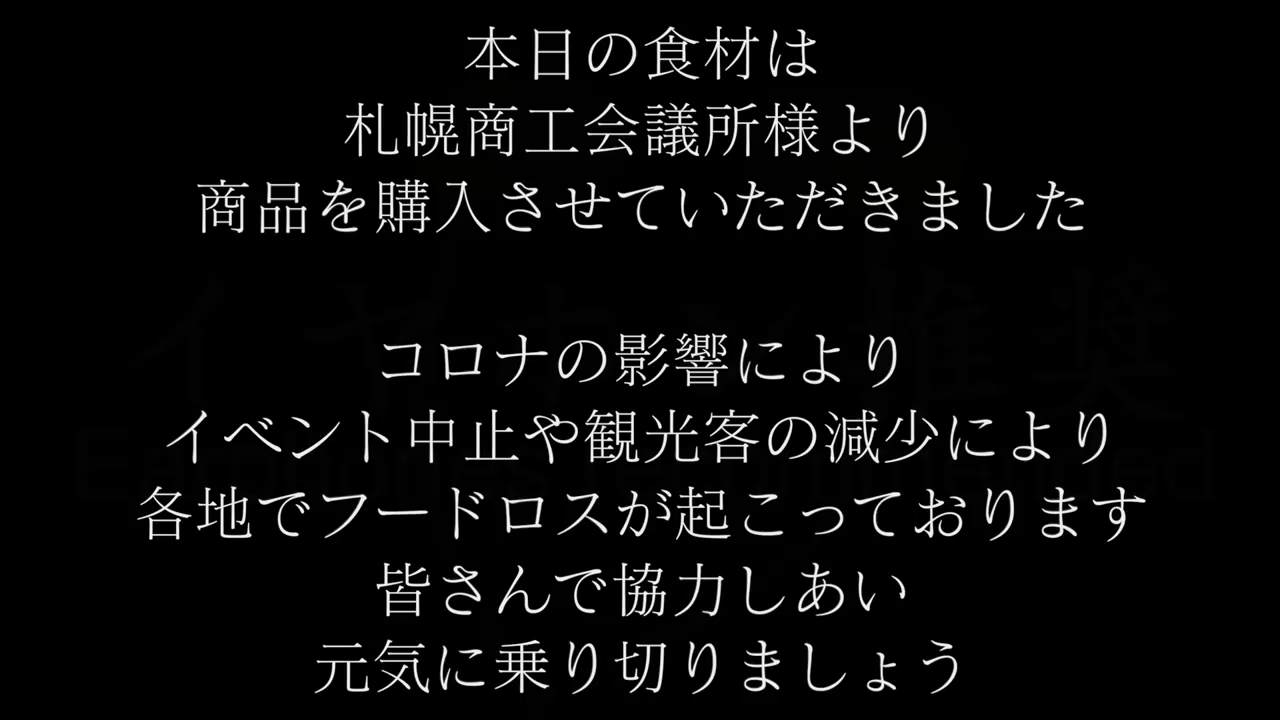 本日の食材は
札幌商工会議所様より
商品を購入させていただきました
コロナの影響により
イベント中止や観光客の減少により
各地でフードロスが起こっております
皆さんで協力しあい
元気に乗り切りましょう